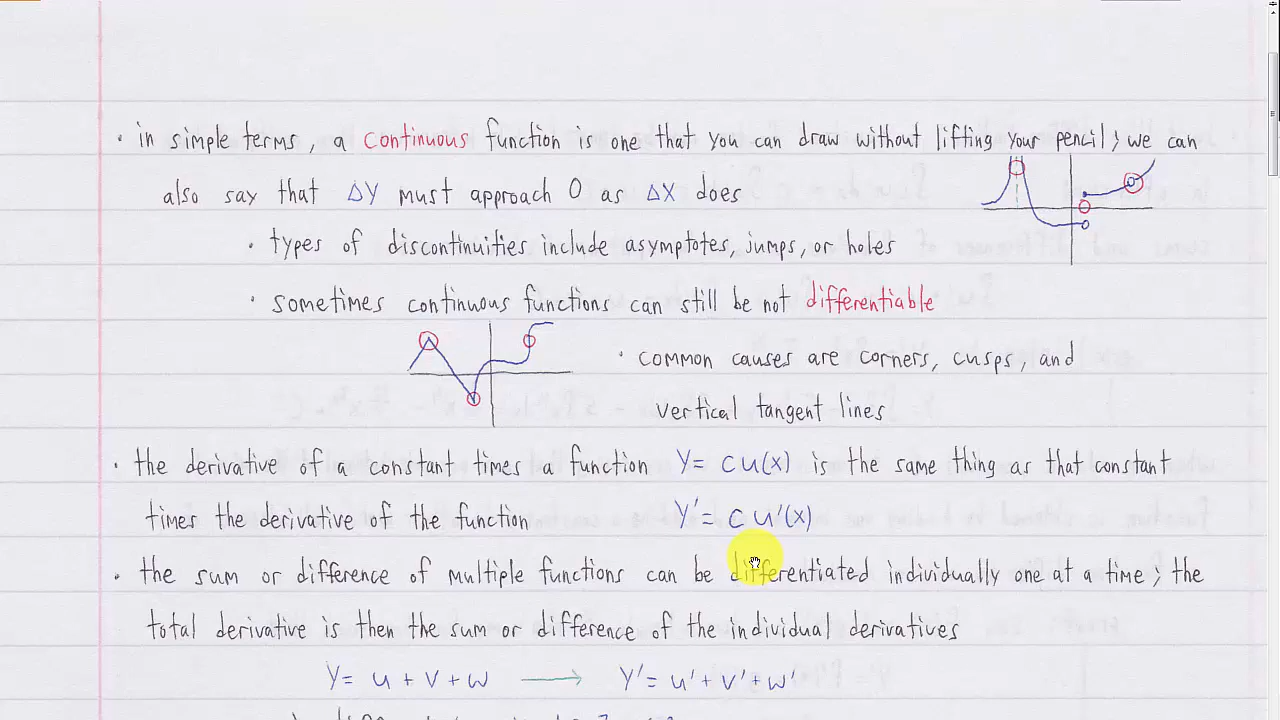 · in simple terms, a continuous function is one that you can draw without lifting your pencil; we can
also say that ΔY must approach 0 as ΔX does
· types of discontinuities include asymptotes, jumps, or holes
· sometimes continuous functions can still be not differentiable
· common causes are corners, cusps, and
vertical tangent lines
· the derivative of a constant times a function Y= cu(x) is the same thing as that constant
times the derivative of the function Y'= cu'(x)
· the sum or difference of multiple functions can be differentiated individually one at a time; the
total derivative is then the sum or difference of the individual derivatives
Y= u+v+w → Y'= u'+v'+w'